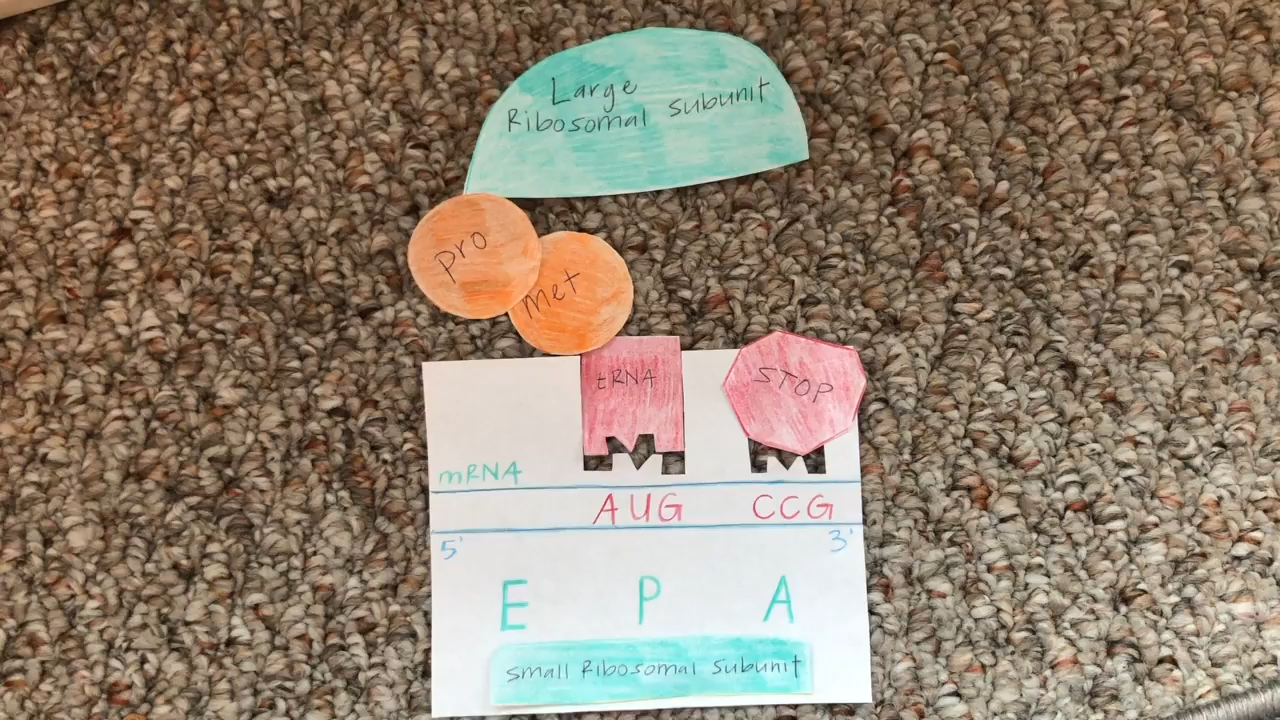 Large
Ribosomal subunit
pro
met
tRNA
STOP
mRNA
AUG CCG
5' 3'
E P A
small Ribosomal subunit